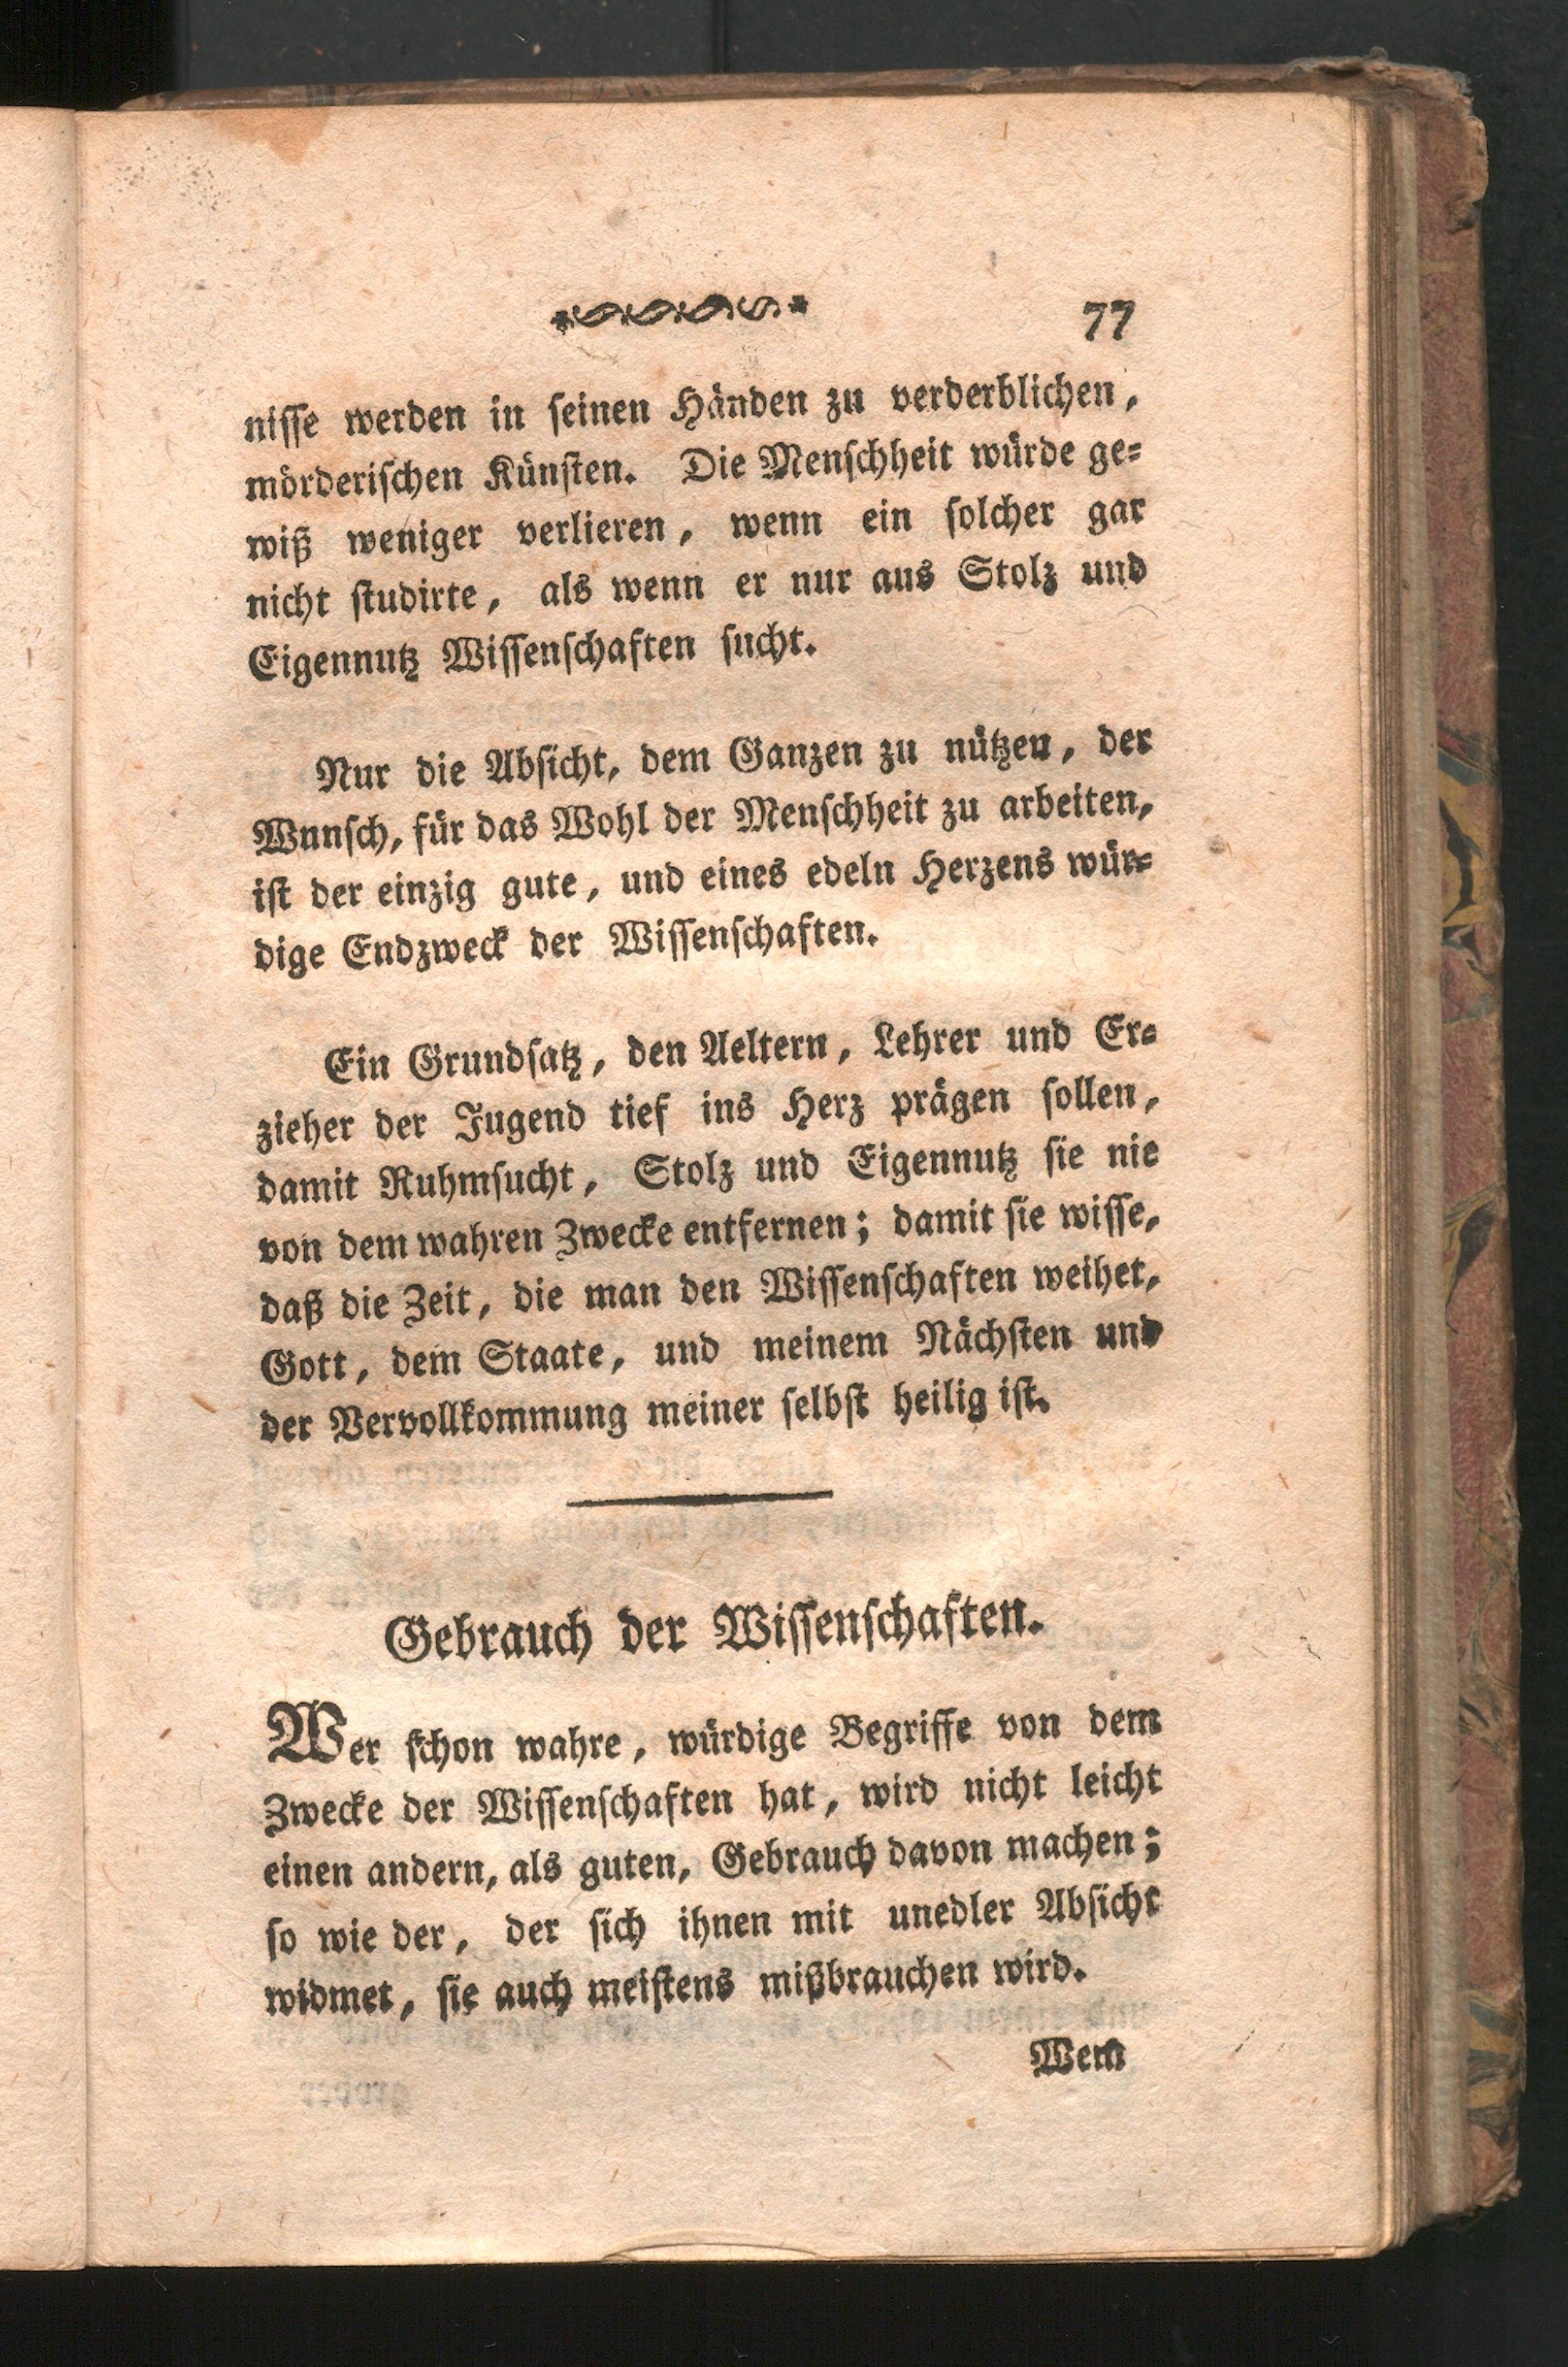 77
nisse werden in seinen Händen zu verderblichen,
mörderischen Künsten. Die Menschheit würde ge-
wiß weniger verlieren, wenn ein solcher gar
nicht studirte, als wenn er nur aus Stolz und
Eigennutz Wissenschaften sucht.
Nur die Absicht, dem Ganzen zu nützen, der
Wnnsch, für das Wohl der Menschheit zu arbeiten,
ist der einzig gute, und eines edeln Herzens wür-
dige Endzweck der Wissenschaften.
Ein Grundsatz, den Aeltern, Lehrer und Er-
zieher der Jugend tief ins Herz prägen sollen,
damit Ruhmsucht, Stolz und Eigennutz sie nie
von dem wahren Zwecke entfernen; damit sie wisse,
daß die Zeit, die man den Wissenschaften weihet,
Gott, dem Staate, und meinem Nächsten und
der Vervollkommung meiner selbst heilig ist.
Gebrauch der Wissenschaften.
Wer schon wahre, würdige Begriffe von dem
Zwecke der Wissenschaften hat, wird nicht leicht
einen andern, als guten, Gebrauch davon machen;
so wie der, der sich ihnen mit unedler Absicht
widmet, sie auch meistens mißbrauchen wird.
Wem